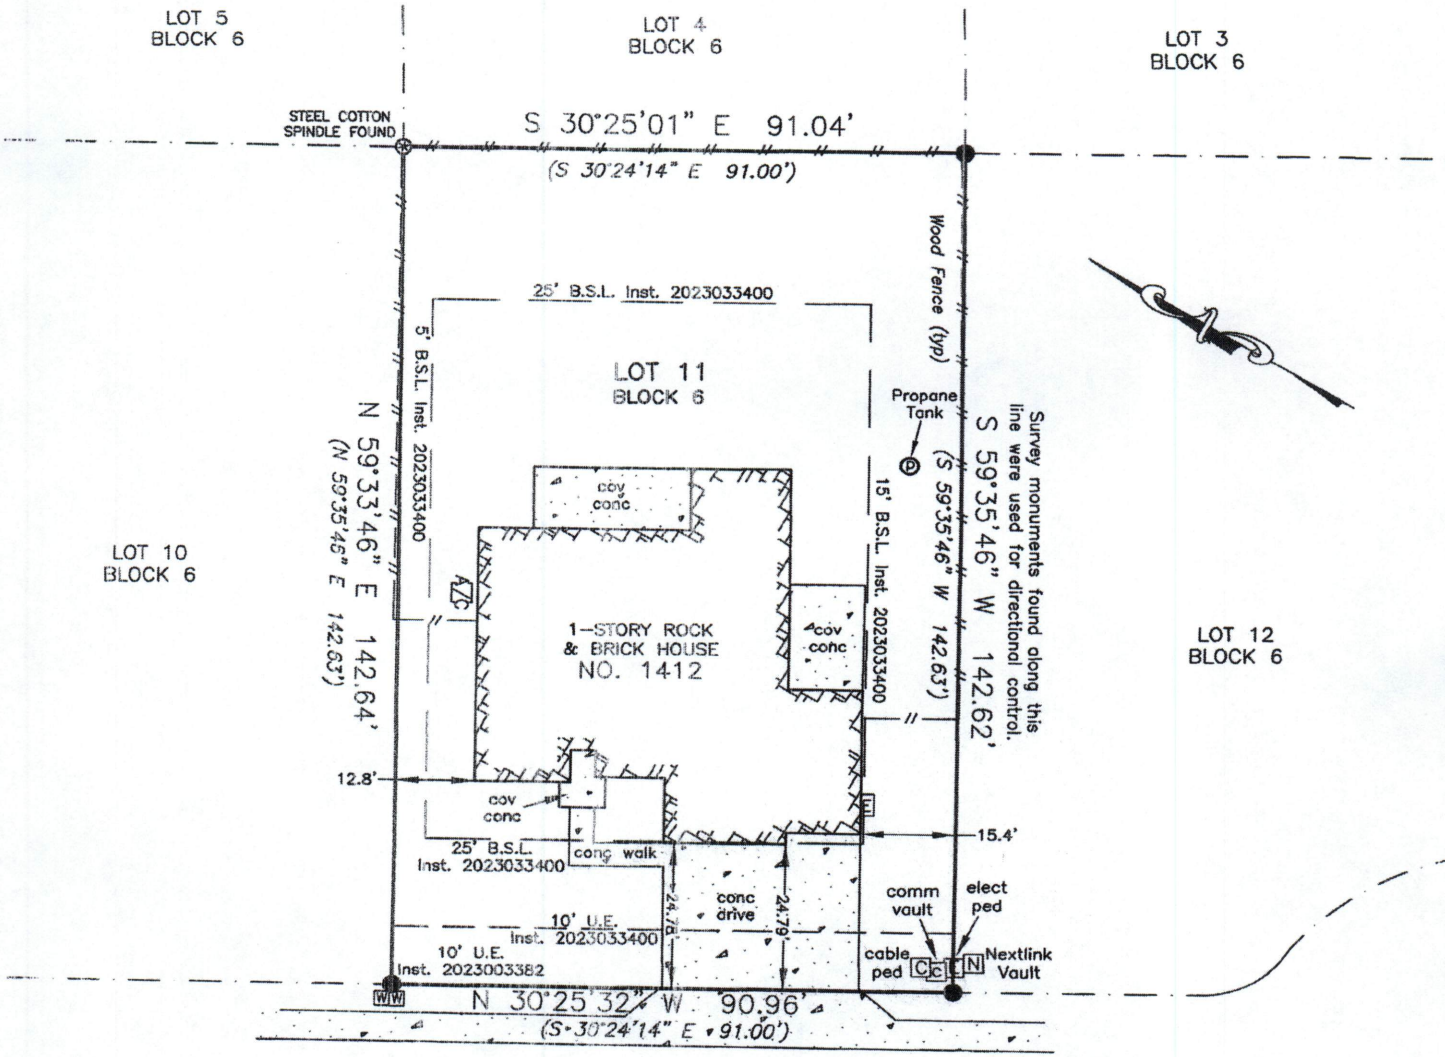 LOT 5
BLOCK 6
LOT 4
BLOCK 6
LOT 3
BLOCK 6
STEEL COTTON
SPINDLE FOUND
S 30°25'01" E 91.04'
(S 30°24'14" E 91.00')
Wood Fence (typ)
25' B.S.L. Inst. 2023033400
5' B.S.L. Inst. 2023033400
LOT 11
BLOCK 6
Propane
Tank
P
Survey monuments found along this
line were used for directional control.
S 59°35'46" W 142.62'
(S 59°35'46" W 142.63')
15' B.S.L. Inst. 2023033400
N 59°33'46" E 142.64'
(N 59°35'46" E 142.63')
cov
conc
LOT 10
BLOCK 6
A/C
1-STORY ROCK
& BRICK HOUSE
NO. 1412
cov
conc
LOT 12
BLOCK 6
12.8'
cov
conc
E
15.4'
25' B.S.L.
Inst. 2023033400
conc walk
24.78'
conc
drive
24.79'
comm
vault
elect
ped
10' U.E.
Inst. 2023033400
10' U.E.
Inst. 2023003382
cable
ped
C
C
E
N
Nextlink
Vault
W
W
N 30°25'32" W 90.96'
(S 30°24'14" E 91.00')